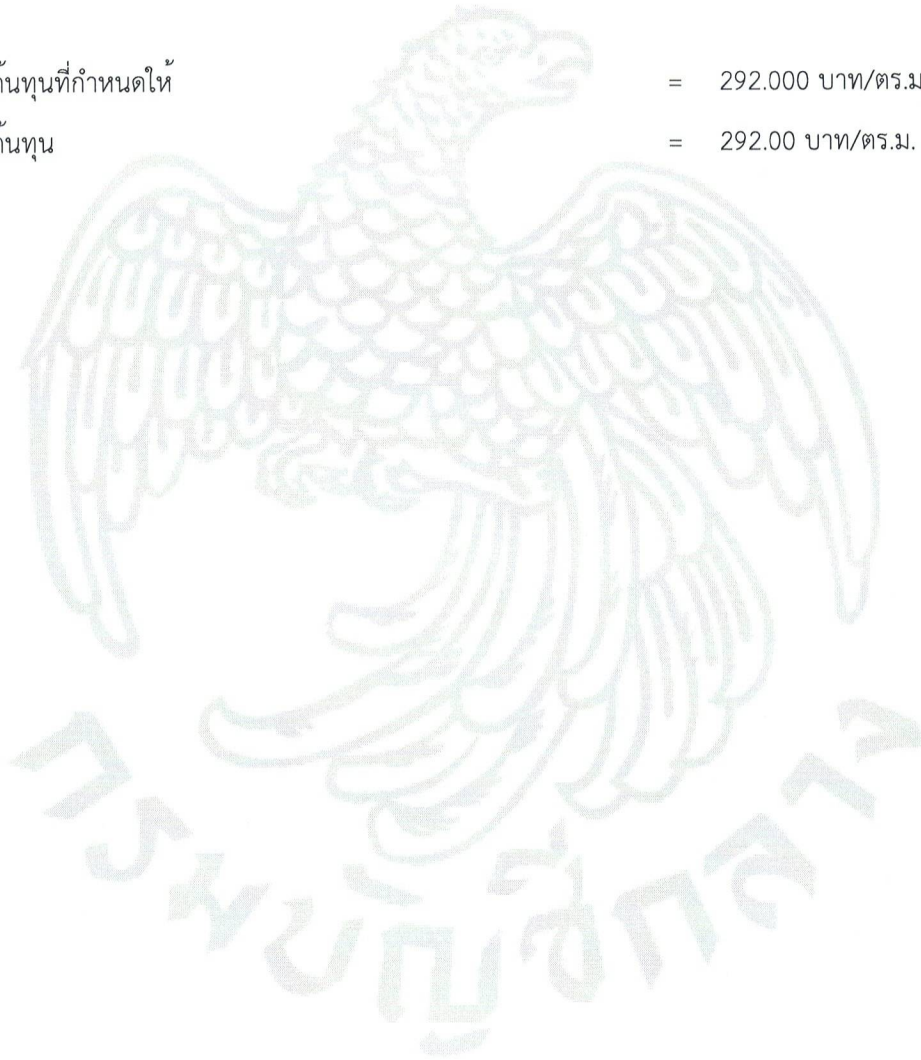 ต้นทุนที่กำหนดให้ = 292.000 บาท/ตร.ม
ต้นทุน = 292.00 บาท/ตร.ม.
กรมบัญชีกลาง